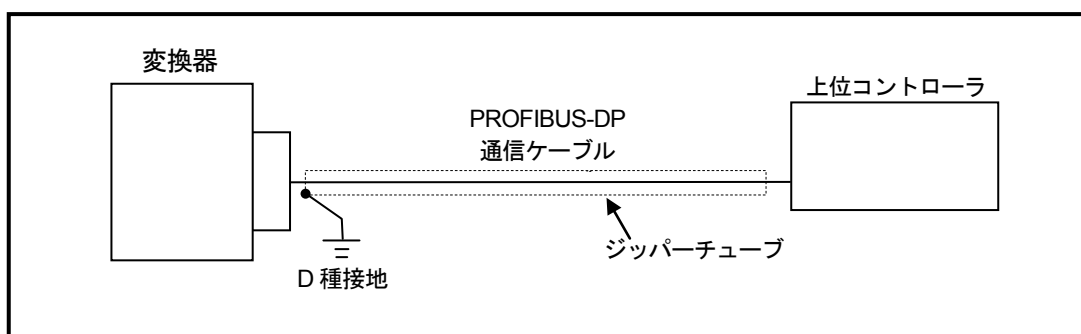 変換器
上位コントローラ
PROFIBUS-DP
通信ケーブル
ジッパーチューブ
D 種接地